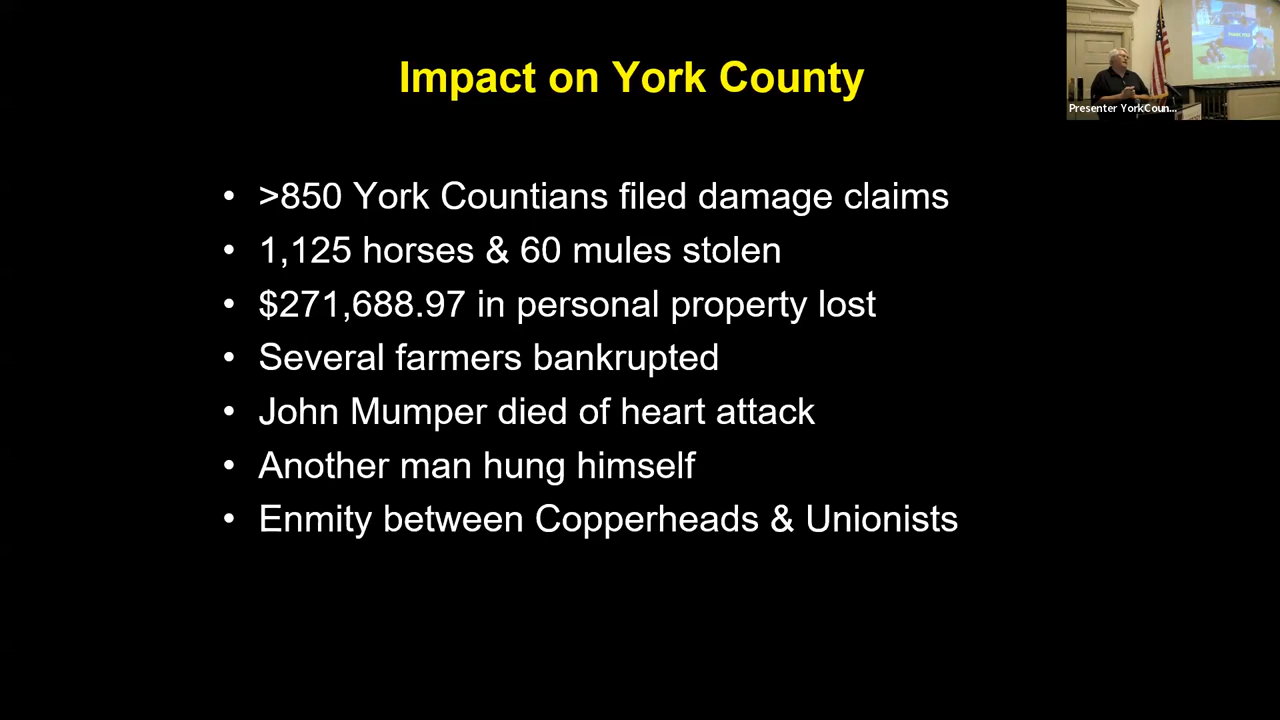 Impact on York County
Presenter YorkCoun...
• >850 York Countians filed damage claims
• 1,125 horses & 60 mules stolen
• $271,688.97 in personal property lost
• Several farmers bankrupted
• John Mumper died of heart attack
• Another man hung himself
• Enmity between Copperheads & Unionists